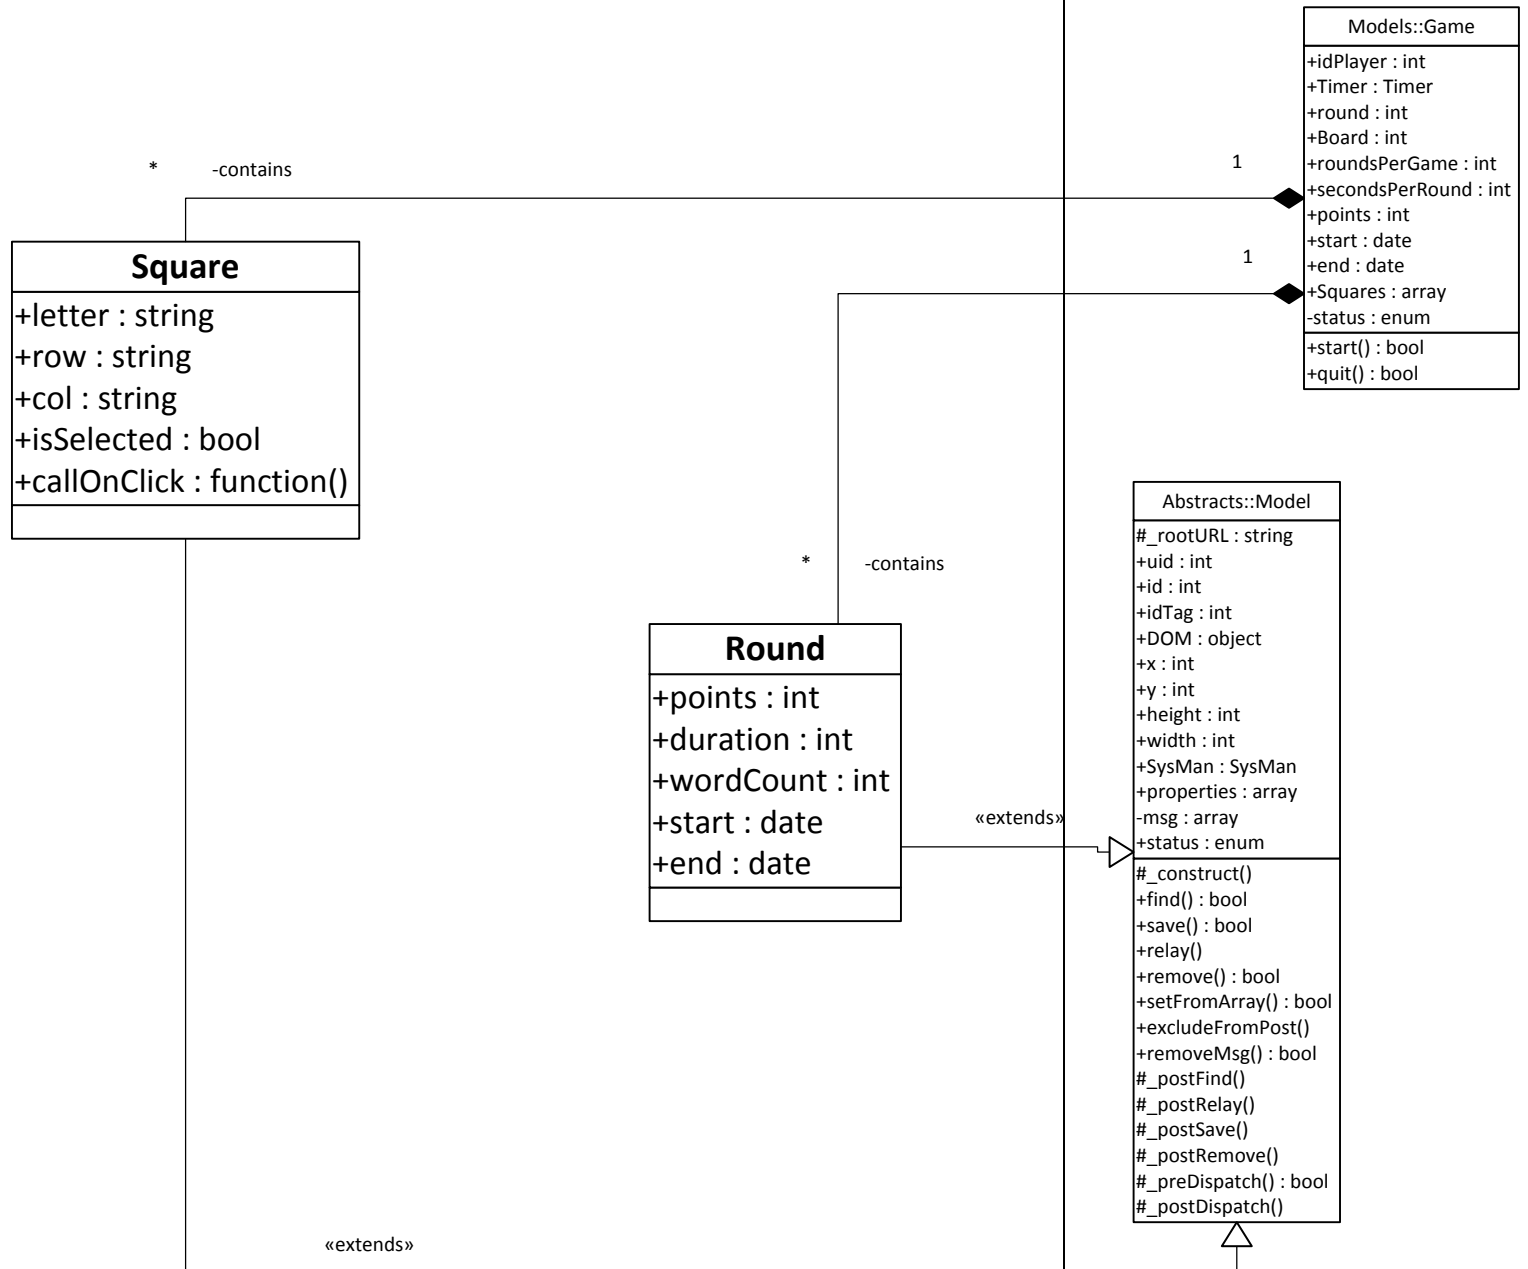 Models::Game
+idPlayer : int
+Timer : Timer
+round : int
+Board : int
+roundsPerGame : int
+secondsPerRound : int
+points : int
+start : date
+end : date
+Squares : array
-status : enum
+start() : bool
+quit() : bool
* -contains
1
1
Square
+letter : string
+row : string
+col : string
+isSelected : bool
+callOnClick : function()
* -contains
Round
+points : int
+duration : int
+wordCount : int
+start : date
+end : date
«extends»
Abstracts::Model
#_rootURL : string
+uid : int
+id : int
+idTag : int
+DOM : object
+x : int
+y : int
+height : int
+width : int
+SysMan : SysMan
+properties : array
-msg : array
+status : enum
#_construct()
+find() : bool
+save() : bool
+relay()
+remove() : bool
+setFromArray() : bool
+excludeFromPost()
+removeMsg() : bool
#_postFind()
#_postRelay()
#_postSave()
#_postRemove()
#_preDispatch() : bool
#_postDispatch()
«extends»